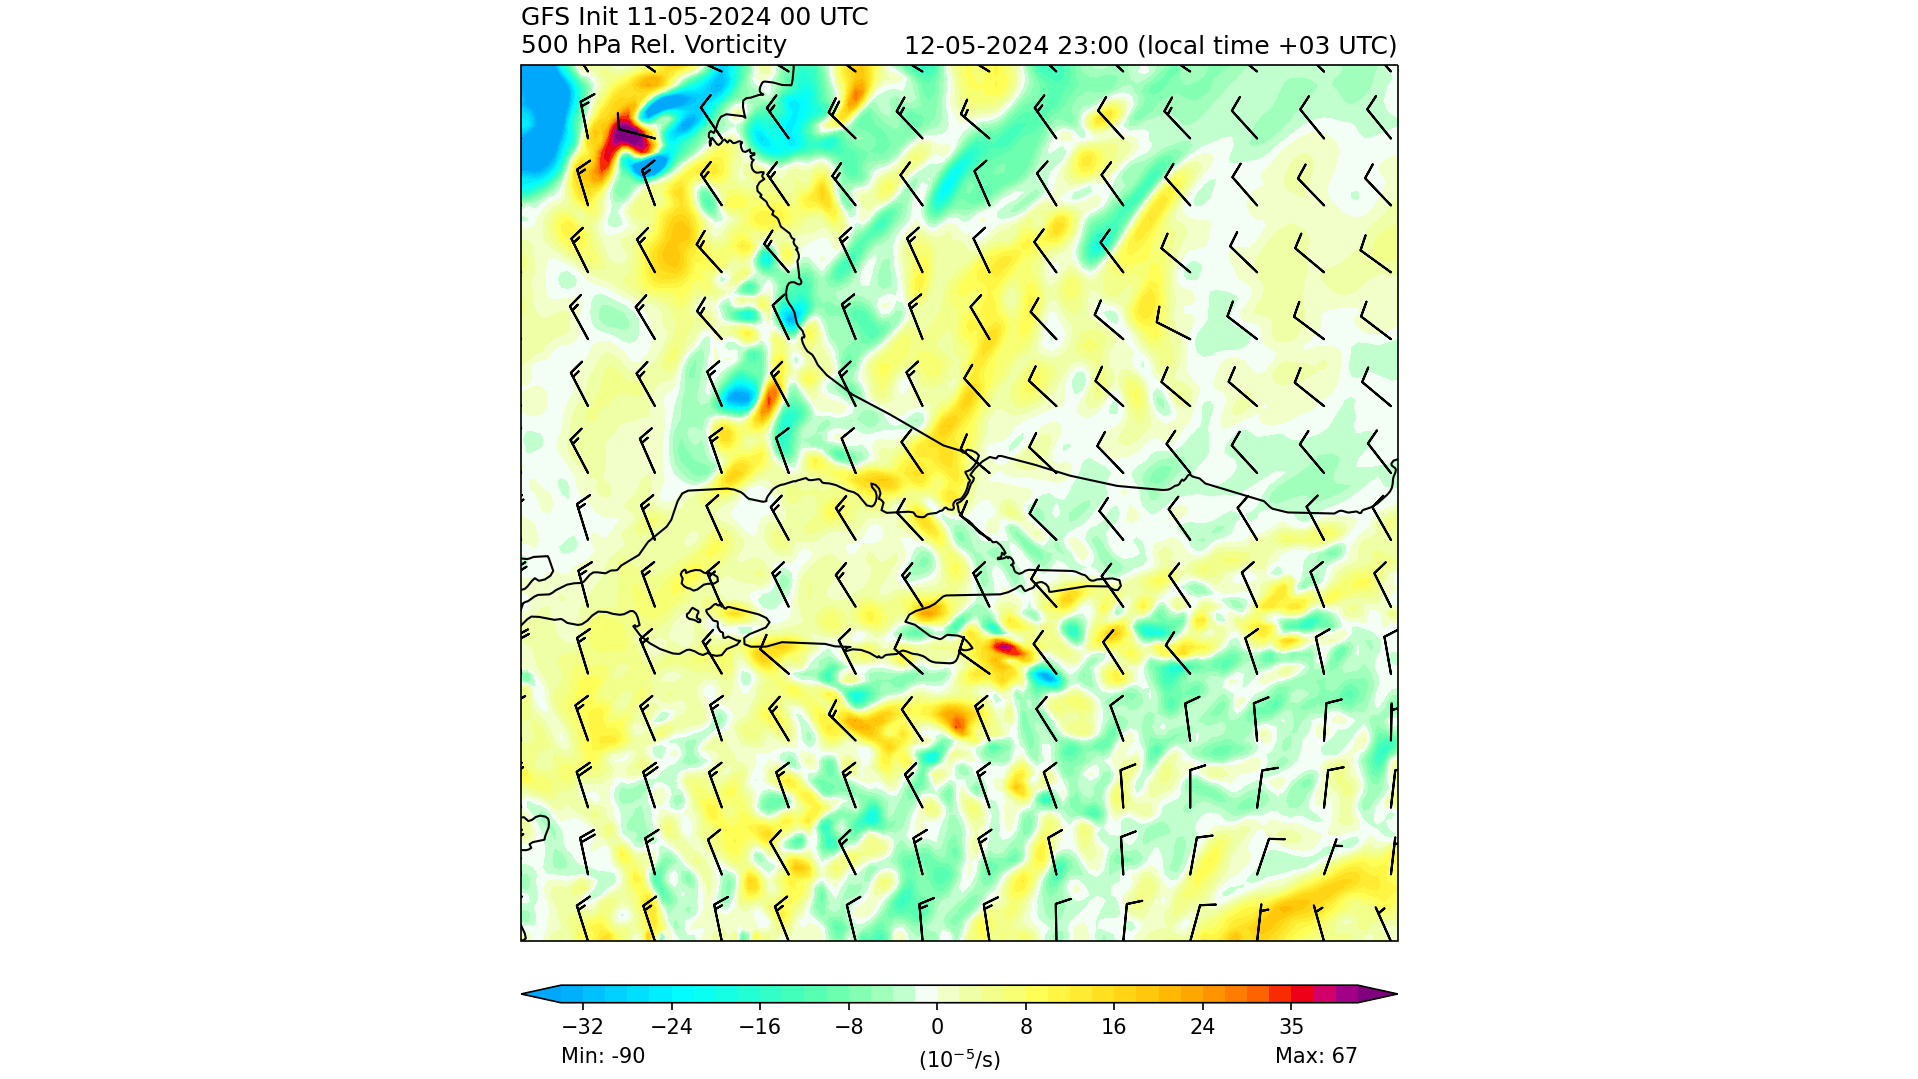 GFS Init 11-05-2024 00 UTC
500 hPa Rel. Vorticity
12-05-2024 23:00 (local time +03 UTC)
−32 −24 −16 −8 0 8 16 24 35
Min: -90 (10⁻⁵/s) Max: 67